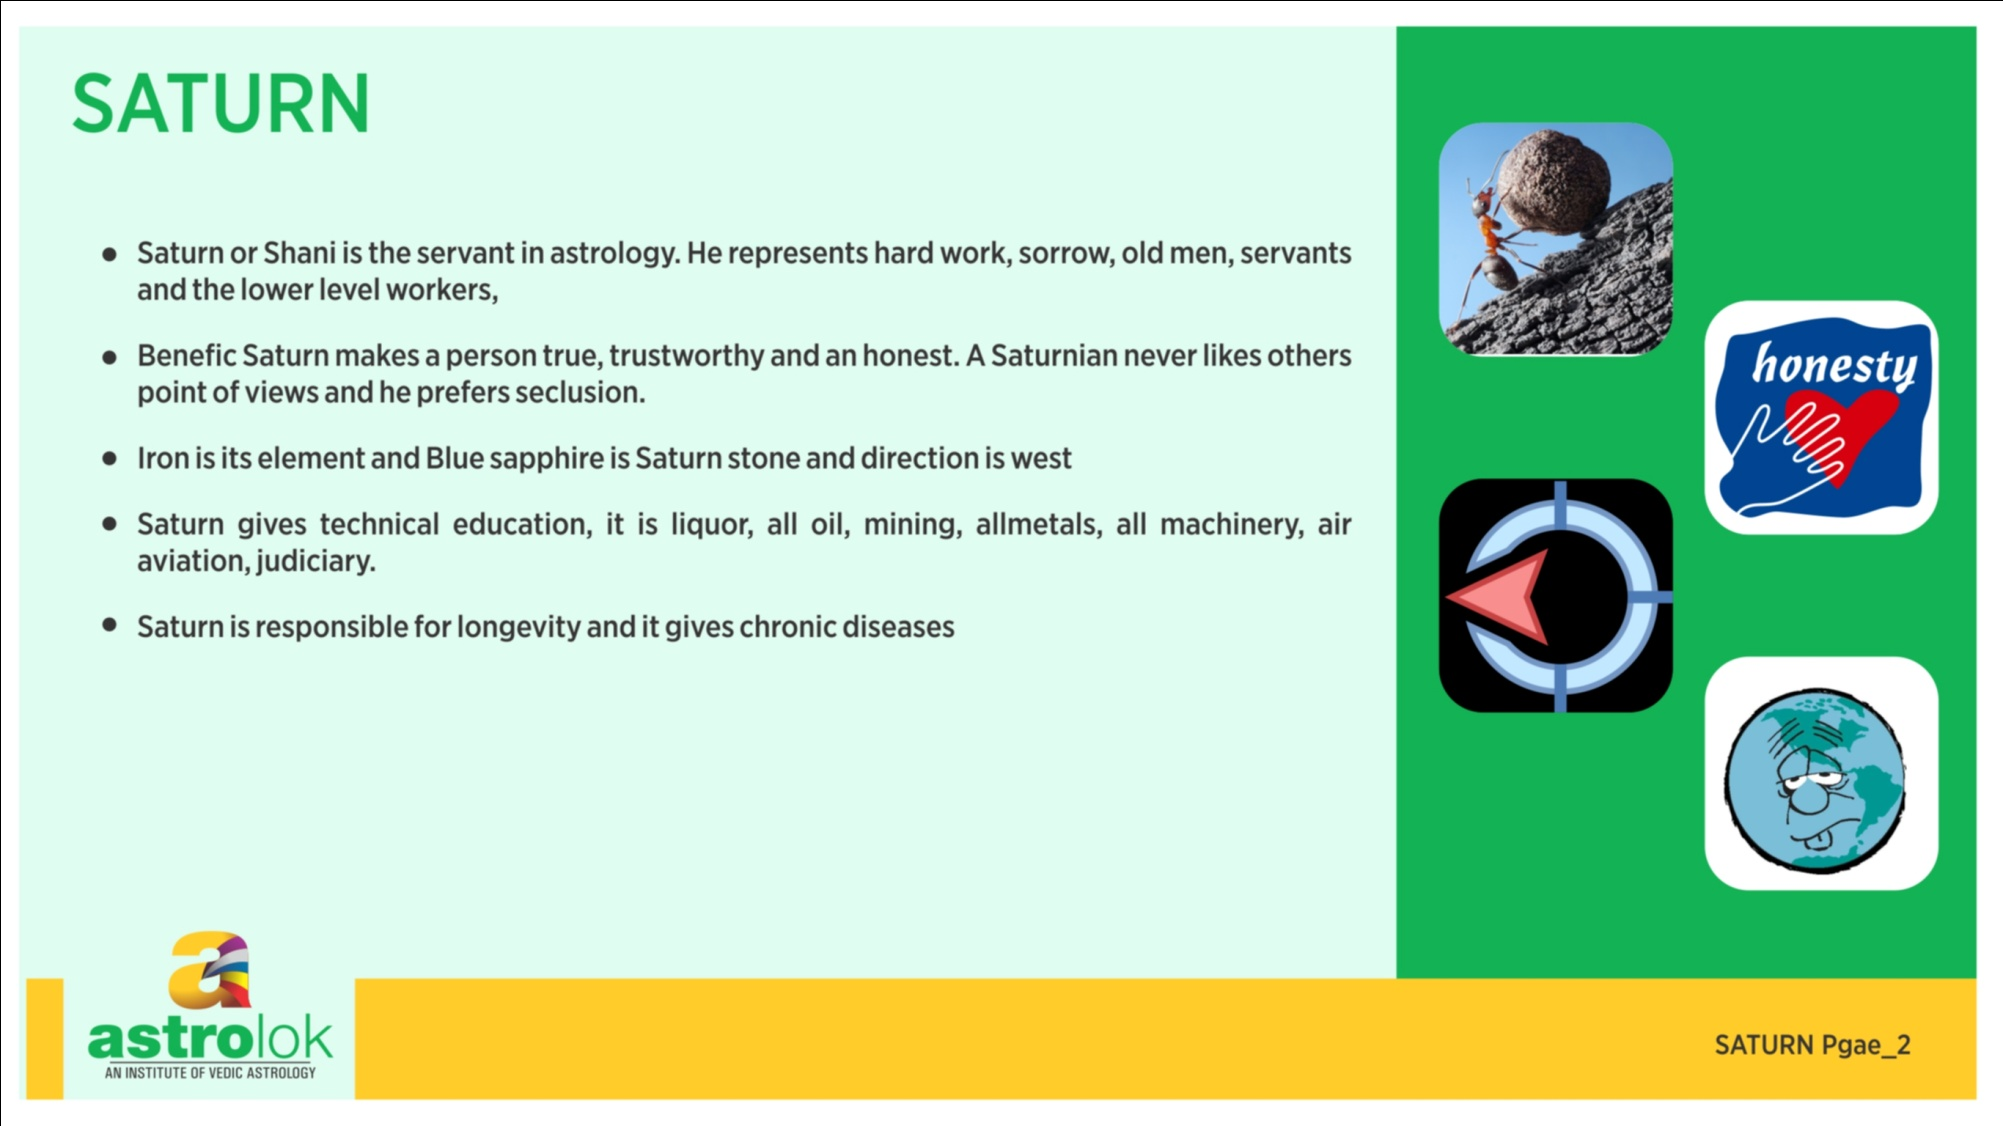 SATURN
● Saturn or Shani is the servant in astrology. He represents hard work, sorrow, old men, servants
and the lower level workers,
● Benefic Saturn makes a person true, trustworthy and an honest. A Saturnian never likes others
point of views and he prefers seclusion.
● Iron is its element and Blue sapphire is Saturn stone and direction is west
● Saturn gives technical education, it is liquor, all oil, mining, allmetals, all machinery, air
aviation, judiciary.
● Saturn is responsible for longevity and it gives chronic diseases
honesty
a
astrolok
AN INSTITUTE OF VEDIC ASTROLOGY
SATURN Pgae_2